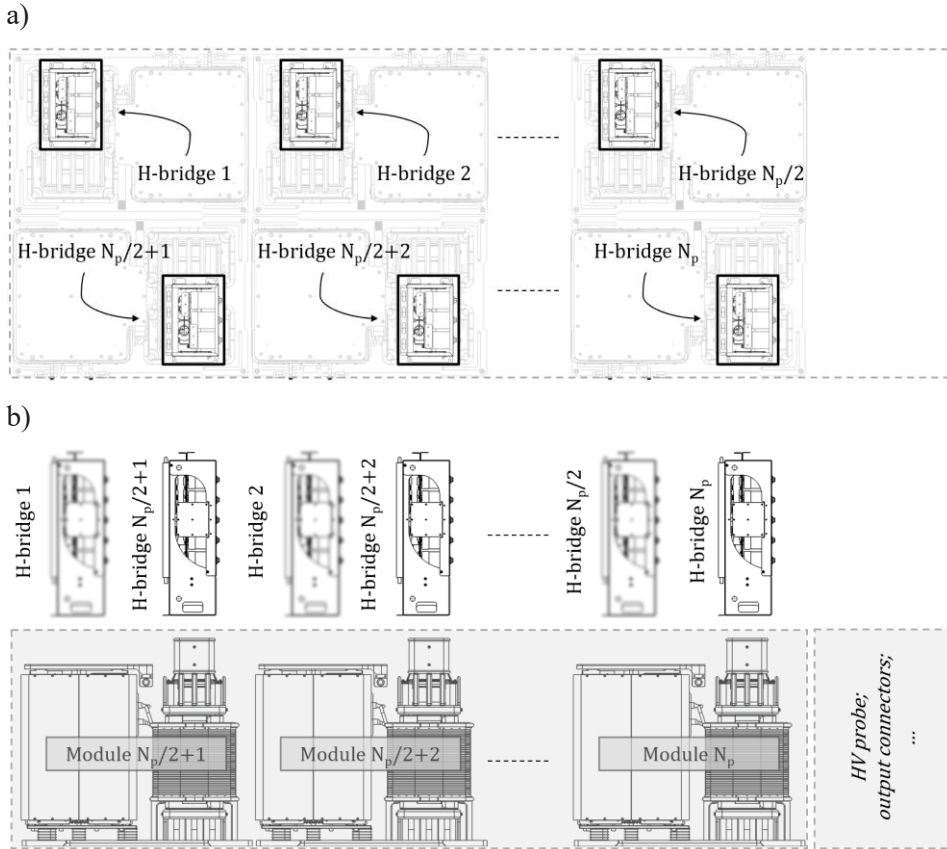 a)
H-bridge 1
H-bridge 2
H-bridge Nₚ/2
H-bridge Nₚ/2+1
H-bridge Nₚ/2+2
H-bridge Nₚ
b)
H-bridge 1
H-bridge Nₚ/2+1
H-bridge 2
H-bridge Nₚ/2+2
H-bridge Nₚ/2
H-bridge Nₚ
Module Nₚ/2+1
Module Nₚ/2+2
Module Nₚ
HV probe;
output connectors;
...